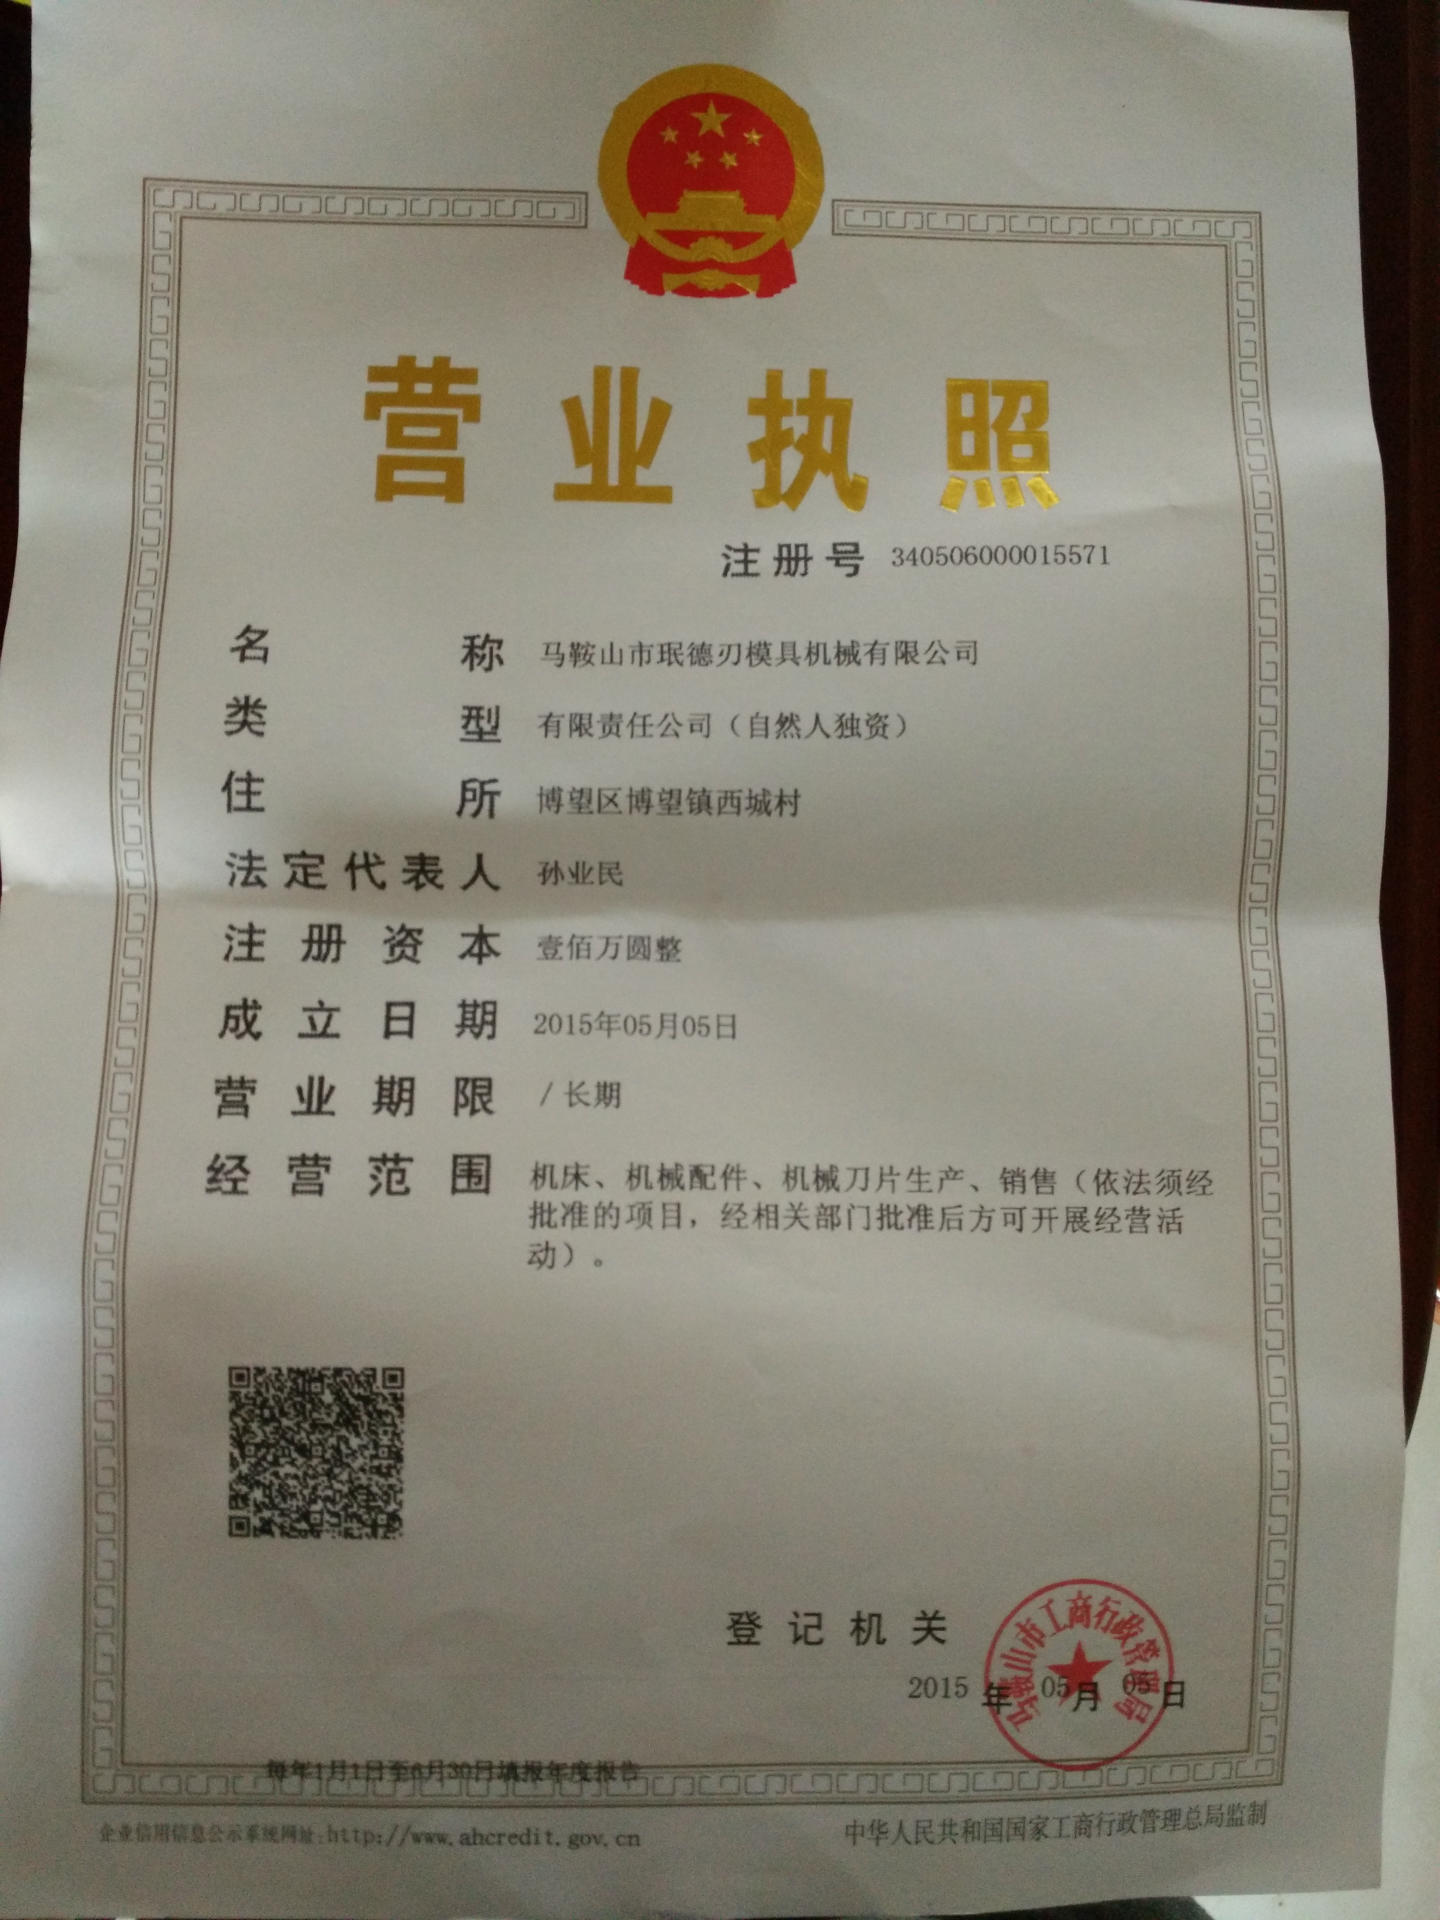 营业执照
注册号 340506000015571
名称 马鞍山市珉德刃模具机械有限公司
类型 有限责任公司（自然人独资）
住所 博望区博望镇西城村
法定代表人 孙业民
注册资本 壹佰万圆整
成立日期 2015年05月05日
营业期限 / 长期
经营范围 机床、机械配件、机械刀片生产、销售（依法须经
批准的项目，经相关部门批准后方可开展经营活
动）。
登记机关
马鞍山市工商行政管理局
2015 年 05 月 05 日
每年1月1日至6月30日填报年度报告
企业信用信息公示系统网址:http://www.ahcredit.gov.cn
中华人民共和国国家工商行政管理总局监制